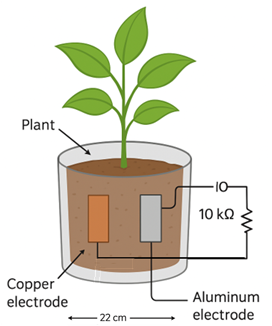 Plant
IO
10 kΩ
Copper
electrode
Aluminum
electrode
22 cm